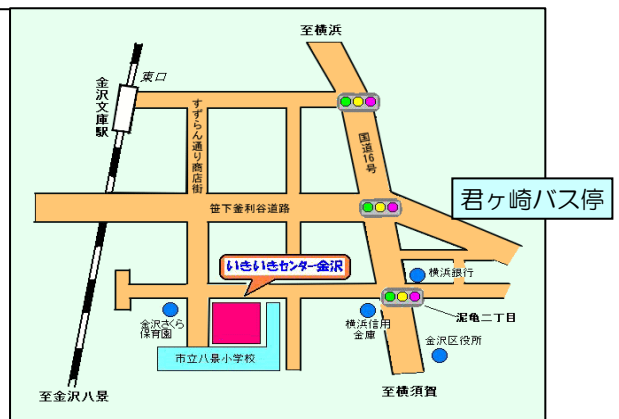 至横浜
東口
金沢文庫駅
すずらん通り商店街
国道16号
君ヶ崎バス停
笹下釜利谷道路
いきいきセンター金沢
横浜銀行
金沢さくら
保育園
横浜信用
金庫
泥亀二丁目
金沢区役所
市立八景小学校
至金沢八景
至横須賀